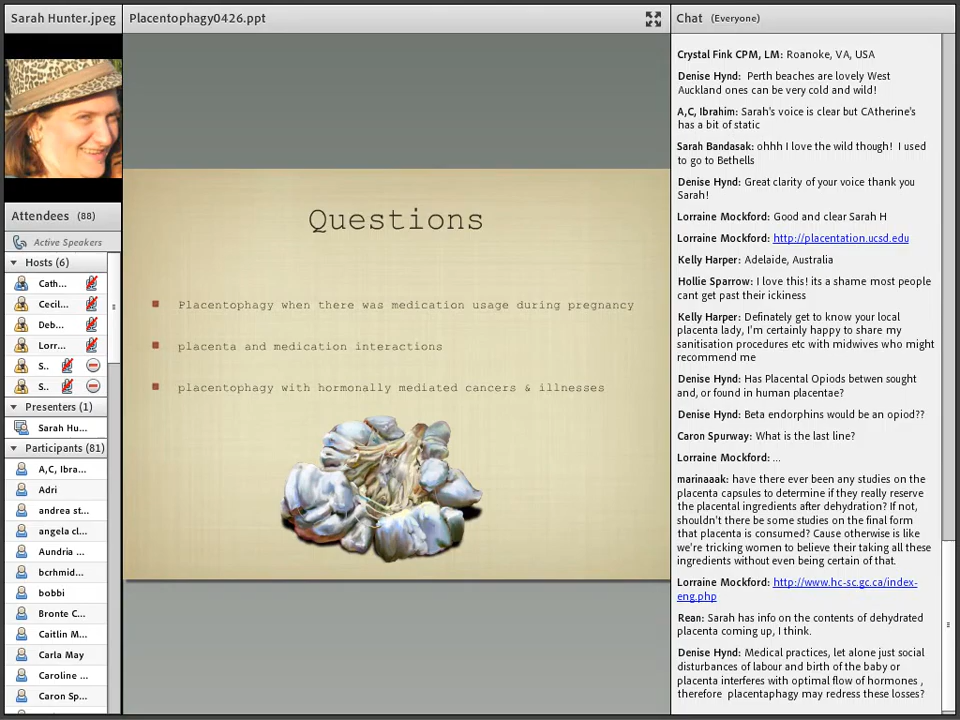 Sarah Hunter.jpeg
Placentophagy0426.ppt
Chat (Everyone)
Attendees (88)
Active Speakers
Hosts (6)
Cath...
Cecil...
Deb...
Lorr...
S..
S..
Presenters (1)
Sarah Hu...
Participants (81)
A,C, Ibra...
Adri
andrea st...
angela cl...
Aundria ...
bcrhmid...
bobbi
Bronte C...
Caitlin M...
Carla May
Caroline ...
Caron Sp...
Questions
Placentophagy when there was medication usage during pregnancy
placenta and medication interactions
placentophagy with hormonally mediated cancers & illnesses
Crystal Fink CPM, LM: Roanoke, VA, USA
Denise Hynd: Perth beaches are lovely West
Auckland ones can be very cold and wild!
A,C, Ibrahim: Sarah's voice is clear but CAtherine's
has a bit of static
Sarah Bandasak: ohhh I love the wild though! I used
to go to Bethells
Denise Hynd: Great clarity of your voice thank you
Sarah!
Lorraine Mockford: Good and clear Sarah H
Lorraine Mockford: http://placentation.ucsd.edu
Kelly Harper: Adelaide, Australia
Hollie Sparrow: I love this! its a shame most people
cant get past their ickiness
Kelly Harper: Definately get to know your local
placenta lady, I'm certainly happy to share my
sanitisation procedures etc with midwives who might
recommend me
Denise Hynd: Has Placental Opiods betwen sought
and, or found in human placentae?
Denise Hynd: Beta endorphins would be an opiod??
Caron Spurway: What is the last line?
Lorraine Mockford: ...
marinaaak: have there ever been any studies on the
placenta capsules to determine if they really reserve
the placental ingredients after dehydration? If not,
shouldn't there be some studies on the final form
that placenta is consumed? Cause otherwise is like
we're tricking women to believe their taking all these
ingredients without even being certain of that.
Lorraine Mockford: http://www.hc-sc.gc.ca/index-
eng.php
Rean: Sarah has info on the contents of dehydrated
placenta coming up, I think.
Denise Hynd: Medical practices, let alone just social
disturbances of labour and birth of the baby or
placenta interferes with optimal flow of hormones ,
therefore placentaphagy may redress these losses?